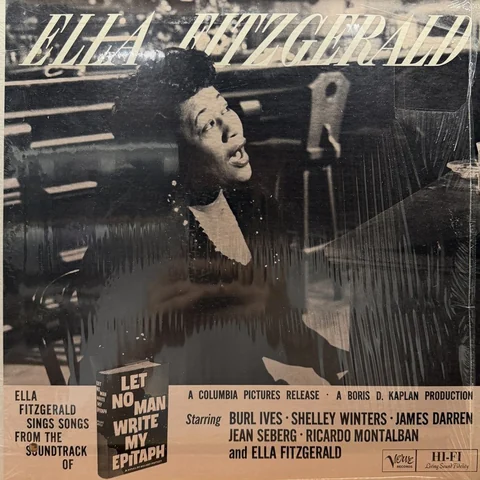 ELLA FITZGERALD
ELLA
FITZGERALD
SINGS SONGS
FROM THE
SOUNDTRACK
OF
LET
NO MAN
WRITE
MY
EPITAPH
A COLUMBIA PICTURES RELEASE · A BORIS D. KAPLAN PRODUCTION
Starring BURL IVES · SHELLEY WINTERS · JAMES DARREN
JEAN SEBERG · RICARDO MONTALBAN
and ELLA FITZGERALD
Verve
RECORDS
HI-FI